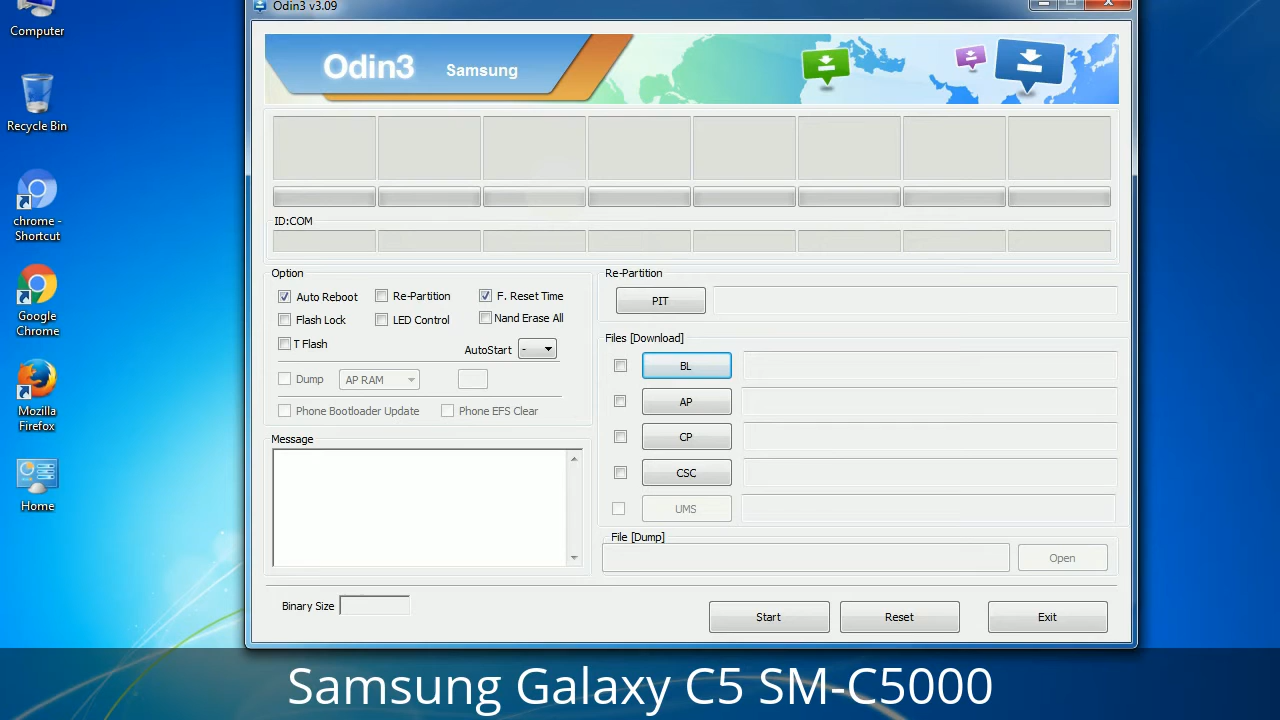 Computer
Recycle Bin
chrome -
Shortcut
Google
Chrome
Mozilla
Firefox
Home
Odin3 v3.09
Odin3 Samsung
ID:COM
Option
Auto Reboot Re-Partition F. Reset Time
Flash Lock LED Control Nand Erase All
T Flash
AutoStart -
Dump AP RAM
Phone Bootloader Update Phone EFS Clear
Message
Re-Partition
PIT
Files [Download]
BL
AP
CP
CSC
UMS
File [Dump]
Open
Binary Size
Start Reset Exit
Samsung Galaxy C5 SM-C5000